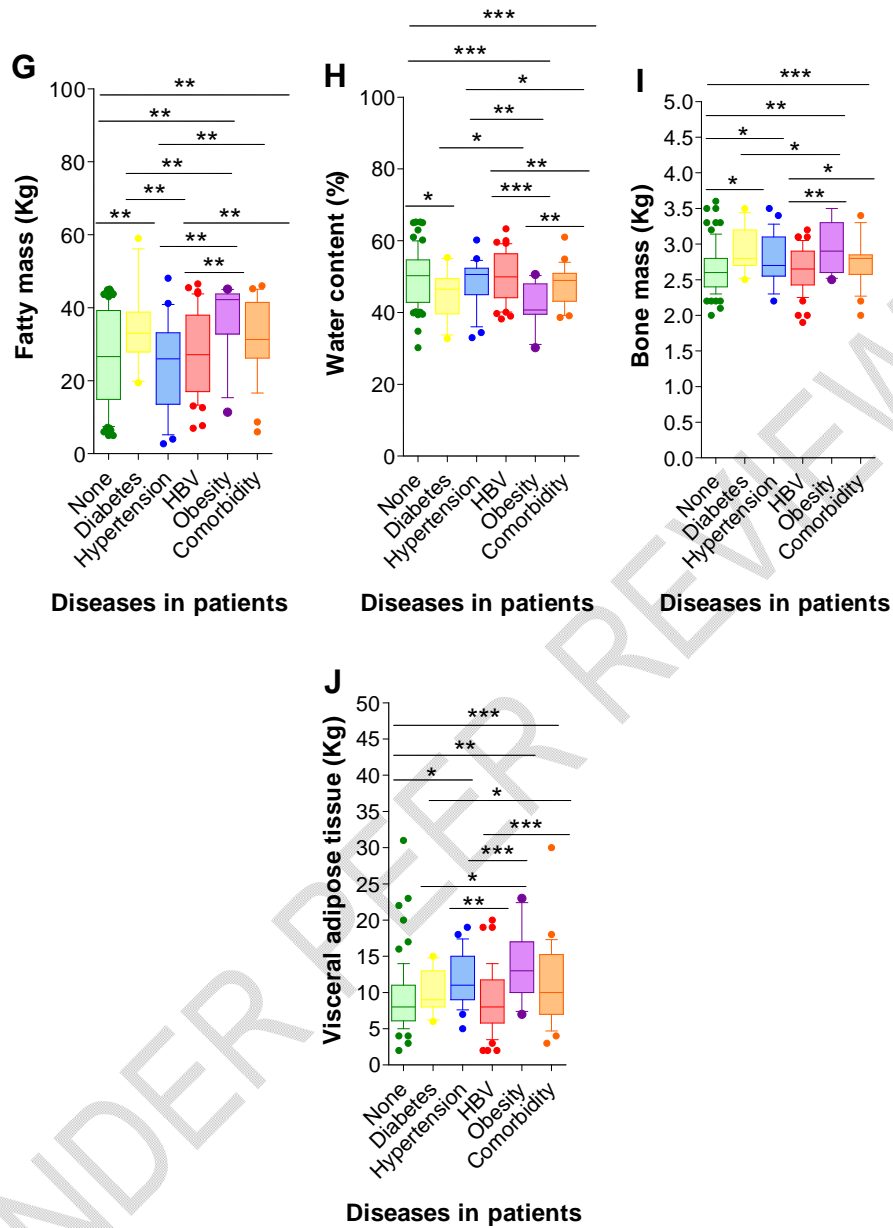 G
Fatty mass (Kg)
100
80
60
40
20
0
**
**
**
**
**
**
**
**
**
None
Diabetes
Hypertension
HBV
Obesity
Comorbidity
Diseases in patients
H
Water content (%)
100
80
60
40
20
0
***
***
*
**
*
**
***
*
**
None
Diabetes
Hypertension
HBV
Obesity
Comorbidity
Diseases in patients
I
Bone mass (Kg)
5.0
4.5
4.0
3.5
3.0
2.5
2.0
1.5
1.0
0.5
0.0
***
**
*
*
*
*
**
None
Diabetes
Hypertension
HBV
Obesity
Comorbidity
Diseases in patients
J
Visceral adipose tissue (Kg)
50
45
40
35
30
25
20
15
10
5
0
***
**
*
*
***
***
*
**
None
Diabetes
Hypertension
HBV
Obesity
Comorbidity
Diseases in patients
NDER PEER REVIEW